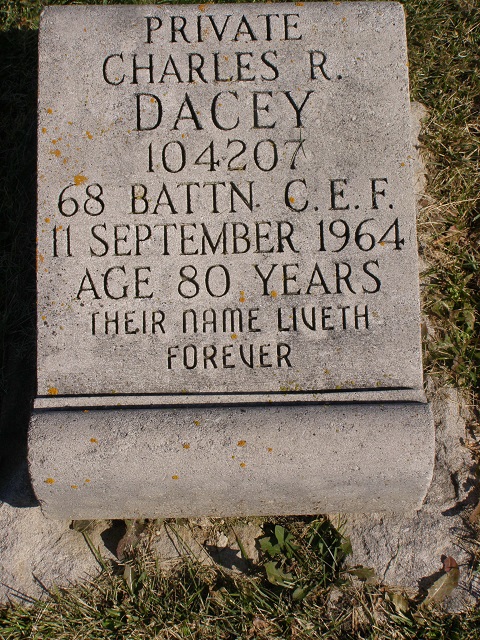 PRIVATE
CHARLES R.
DACEY
104207
68 BATTN. C.E.F.
11 SEPTEMBER 1964
AGE 80 YEARS
THEIR NAME LIVETH
FOREVER